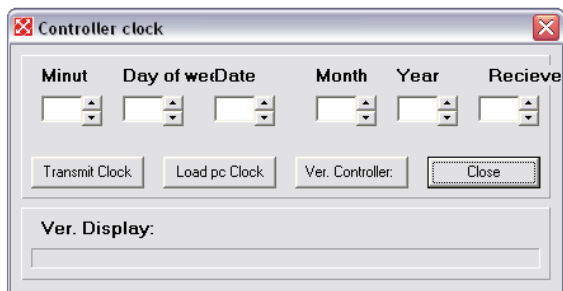 Controller clock
Minut Day of wee Date Month Year Recieve
Transmit Clock Load pc Clock Ver. Controller: Close
Ver. Display: